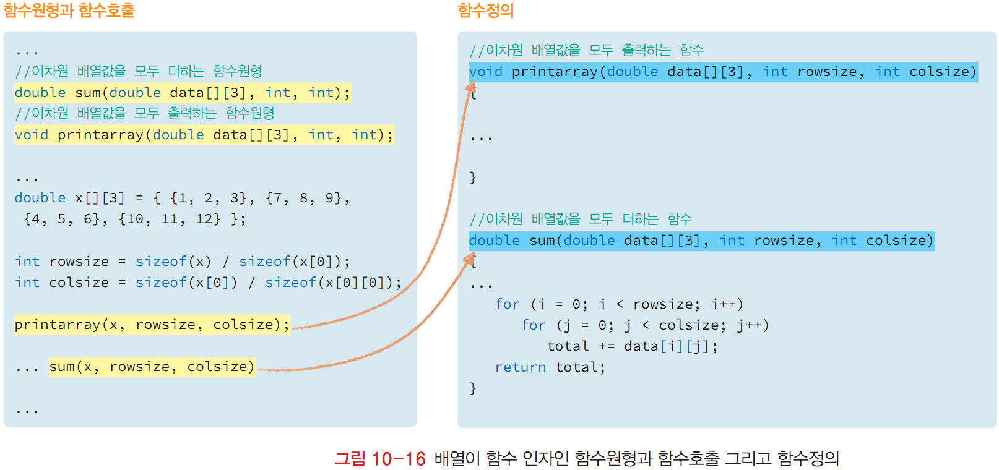 함수원형과 함수호출
...
//이차원 배열값을 모두 더하는 함수원형
double sum(double data[][3], int, int);
//이차원 배열값을 모두 출력하는 함수원형
void printarray(double data[][3], int, int);
...
double x[][3] = { {1, 2, 3}, {7, 8, 9},
{4, 5, 6}, {10, 11, 12} };
int rowsize = sizeof(x) / sizeof(x[0]);
int colsize = sizeof(x[0]) / sizeof(x[0][0]);
printarray(x, rowsize, colsize);
... sum(x, rowsize, colsize)
...
함수정의
//이차원 배열값을 모두 출력하는 함수
void printarray(double data[][3], int rowsize, int colsize)
{
...
}
//이차원 배열값을 모두 더하는 함수
double sum(double data[][3], int rowsize, int colsize)
{
...
for (i = 0; i < rowsize; i++)
for (j = 0; j < colsize; j++)
total += data[i][j];
return total;
}
그림 10-16 배열이 함수 인자인 함수원형과 함수호출 그리고 함수정의